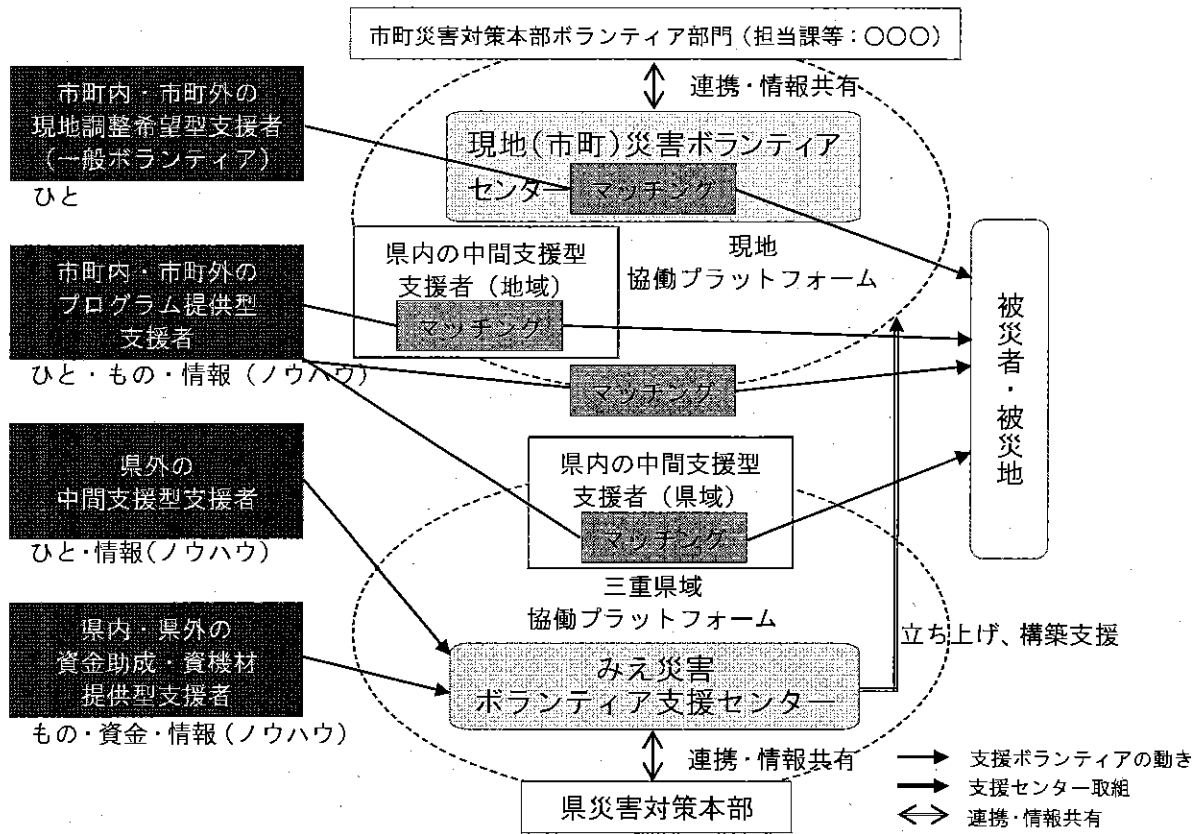 市町災害対策本部ボランティア部門（担当課等：〇〇〇）
連携・情報共有
市町内・市町外の
現地調整希望型支援者
（一般ボランティア）
ひと
現地（市町）災害ボランティア
センター
マッチング
現地
協働プラットフォーム
県内の中間支援型
支援者（地域）
マッチング
市町内・市町外の
プログラム提供型
支援者
ひと・もの・情報（ノウハウ）
マッチング
被災者・被災地
県外の
中間支援型支援者
ひと・情報（ノウハウ）
県内の中間支援型
支援者（県域）
マッチング
三重県域
協働プラットフォーム
県内・県外の
資金助成・資機材
提供型支援者
もの・資金・情報（ノウハウ）
みえ災害
ボランティア支援センター
立ち上げ、構築支援
連携・情報共有
県災害対策本部
支援ボランティアの動き
支援センター取組
連携・情報共有